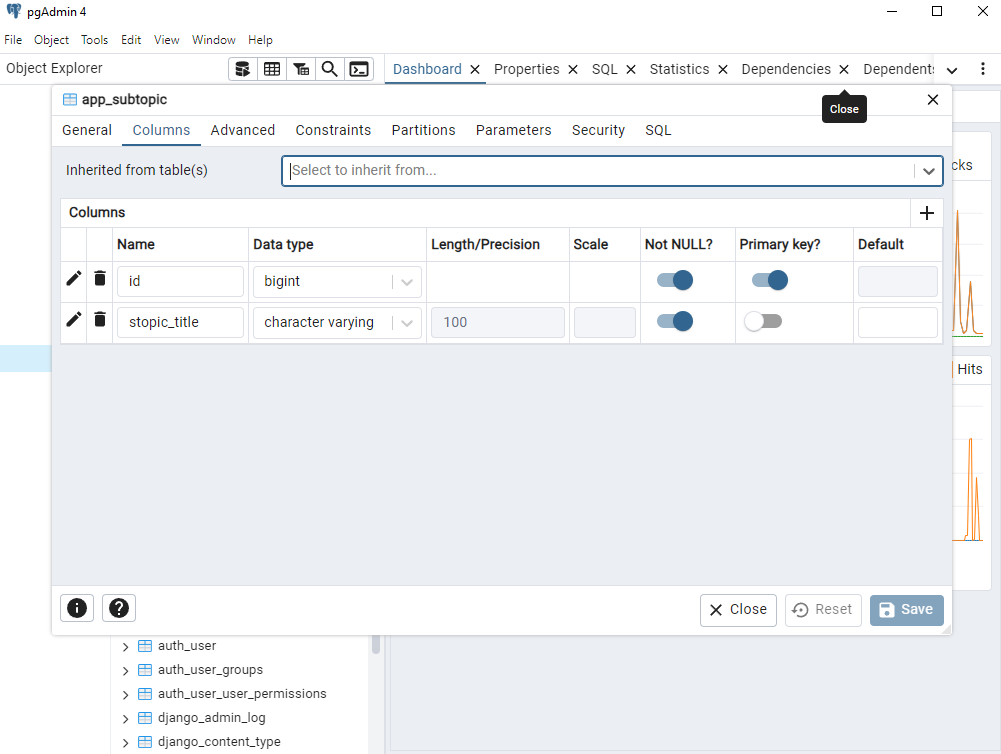 pgAdmin 4
File Object Tools Edit View Window Help
Object Explorer
Dashboard Properties SQL Statistics Dependencies Dependents
Close
app_subtopic
General Columns Advanced Constraints Partitions Parameters Security SQL
Inherited from table(s) Select to inherit from...
Columns
Name Data type Length/Precision Scale Not NULL? Primary key? Default
id bigint
stopic_title character varying 100
cks
Hits
Close Reset Save
auth_user
auth_user_groups
auth_user_user_permissions
django_admin_log
django_content_type